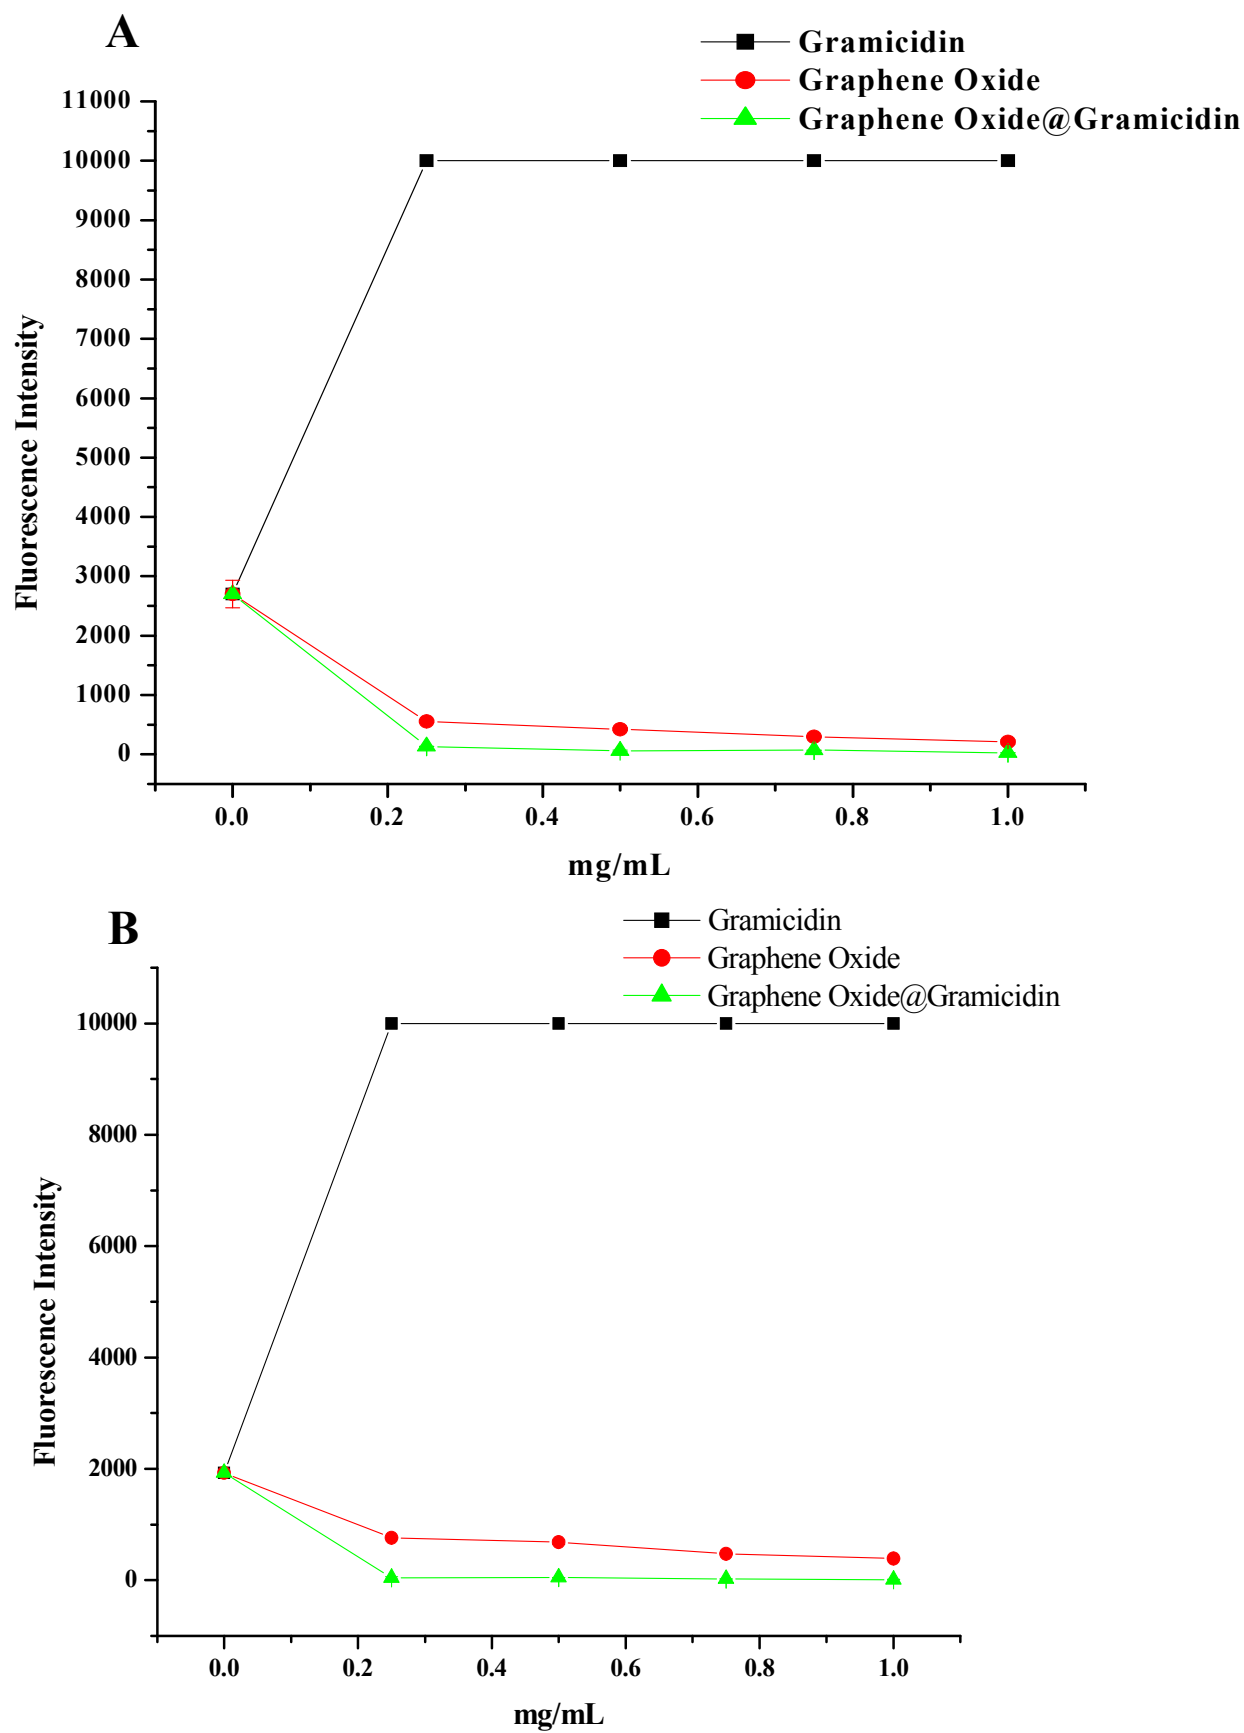 A
Gramicidin
Graphene Oxide
Graphene Oxide@Gramicidin
11000
10000
9000
8000
7000
6000
5000
4000
3000
2000
1000
0
Fluorescence Intensity
0.0 0.2 0.4 0.6 0.8 1.0
mg/mL
B
Gramicidin
Graphene Oxide
Graphene Oxide@Gramicidin
10000
8000
6000
4000
2000
0
Fluorescence Intensity
0.0 0.2 0.4 0.6 0.8 1.0
mg/mL